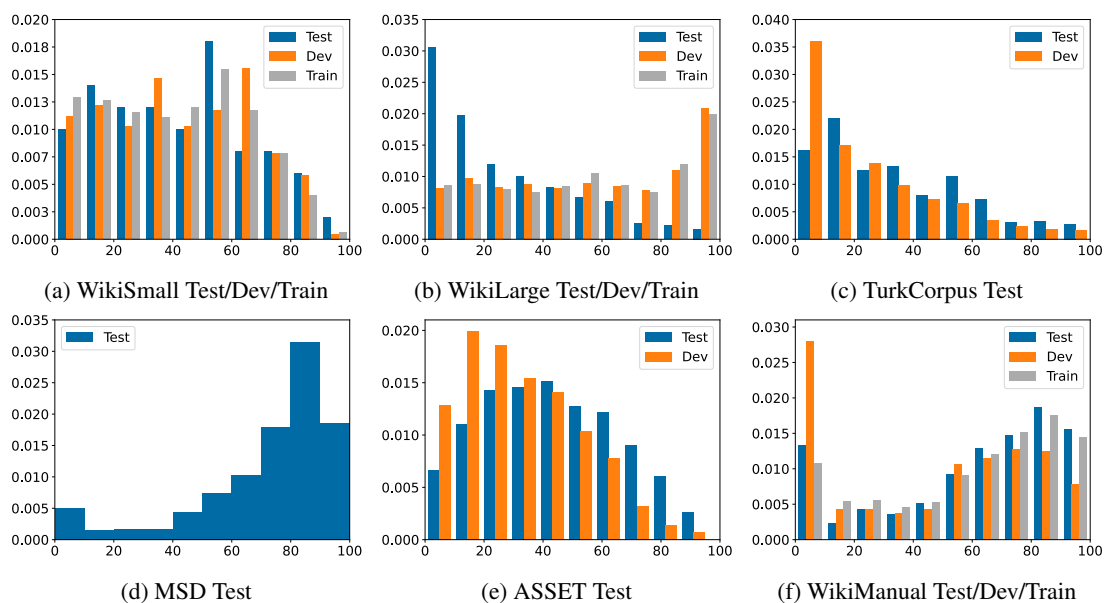 0.020
0.018
0.015
0.013
0.010
0.007
0.005
0.003
0.000
0 20 40 60 80 100
Test
Dev
Train
(a) WikiSmall Test/Dev/Train
0.035
0.030
0.025
0.020
0.015
0.010
0.005
0.000
0 20 40 60 80 100
Test
Dev
Train
(b) WikiLarge Test/Dev/Train
0.040
0.035
0.030
0.025
0.020
0.015
0.010
0.005
0.000
0 20 40 60 80 100
Test
Dev
(c) TurkCorpus Test
0.035
0.030
0.025
0.020
0.015
0.010
0.005
0.000
0 20 40 60 80 100
Test
(d) MSD Test
0.020
0.015
0.010
0.005
0.000
0 20 40 60 80 100
Test
Dev
(e) ASSET Test
0.030
0.025
0.020
0.015
0.010
0.005
0.000
0 20 40 60 80 100
Test
Dev
Train
(f) WikiManual Test/Dev/Train